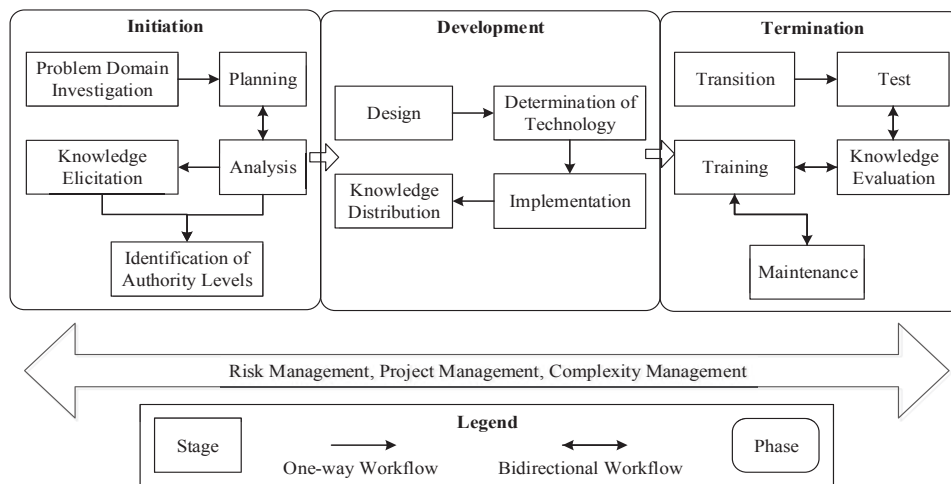 Initiation
Problem Domain
Investigation
Planning
Knowledge
Elicitation
Analysis
Identification of
Authority Levels
Development
Design
Determination of
Technology
Knowledge
Distribution
Implementation
Termination
Transition
Test
Training
Knowledge
Evaluation
Maintenance
Risk Management, Project Management, Complexity Management
Legend
Stage
One-way Workflow
Bidirectional Workflow
Phase